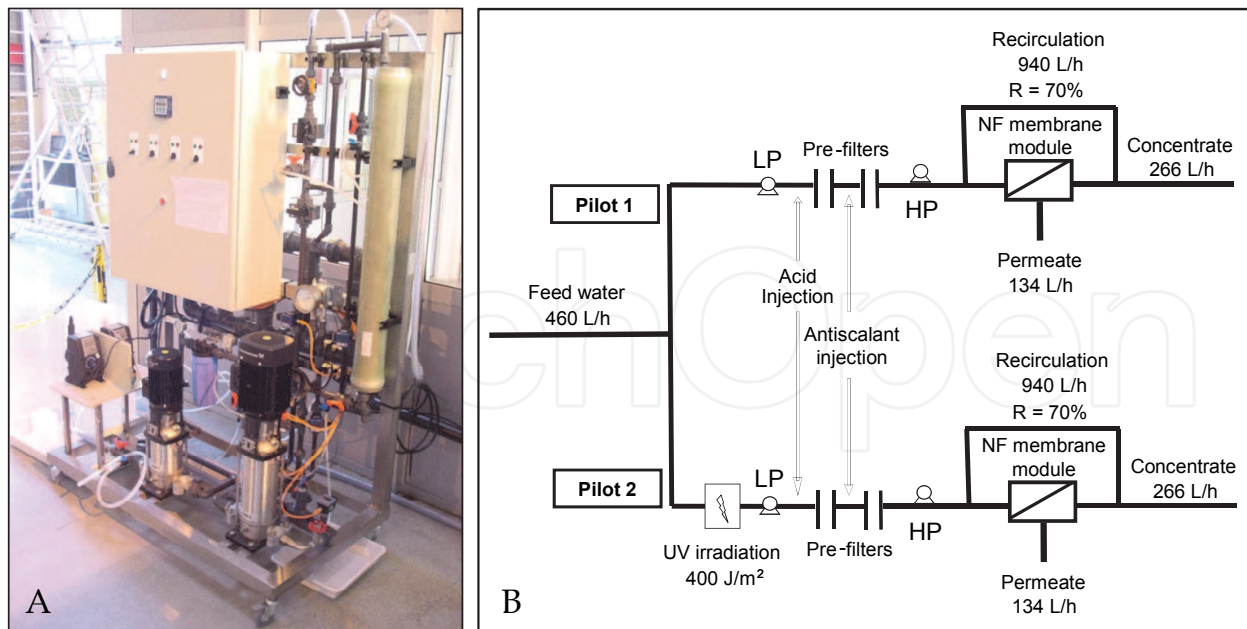 A
B
Pilot 1
Pilot 2
Feed water
460 L/h
LP
Pre-filters
HP
Recirculation
940 L/h
R = 70%
NF membrane
module
Concentrate
266 L/h
Permeate
134 L/h
Acid
Injection
Antiscalant
injection
UV irradiation
400 J/m²
LP
Pre-filters
HP
Recirculation
940 L/h
R = 70%
NF membrane
module
Concentrate
266 L/h
Permeate
134 L/h